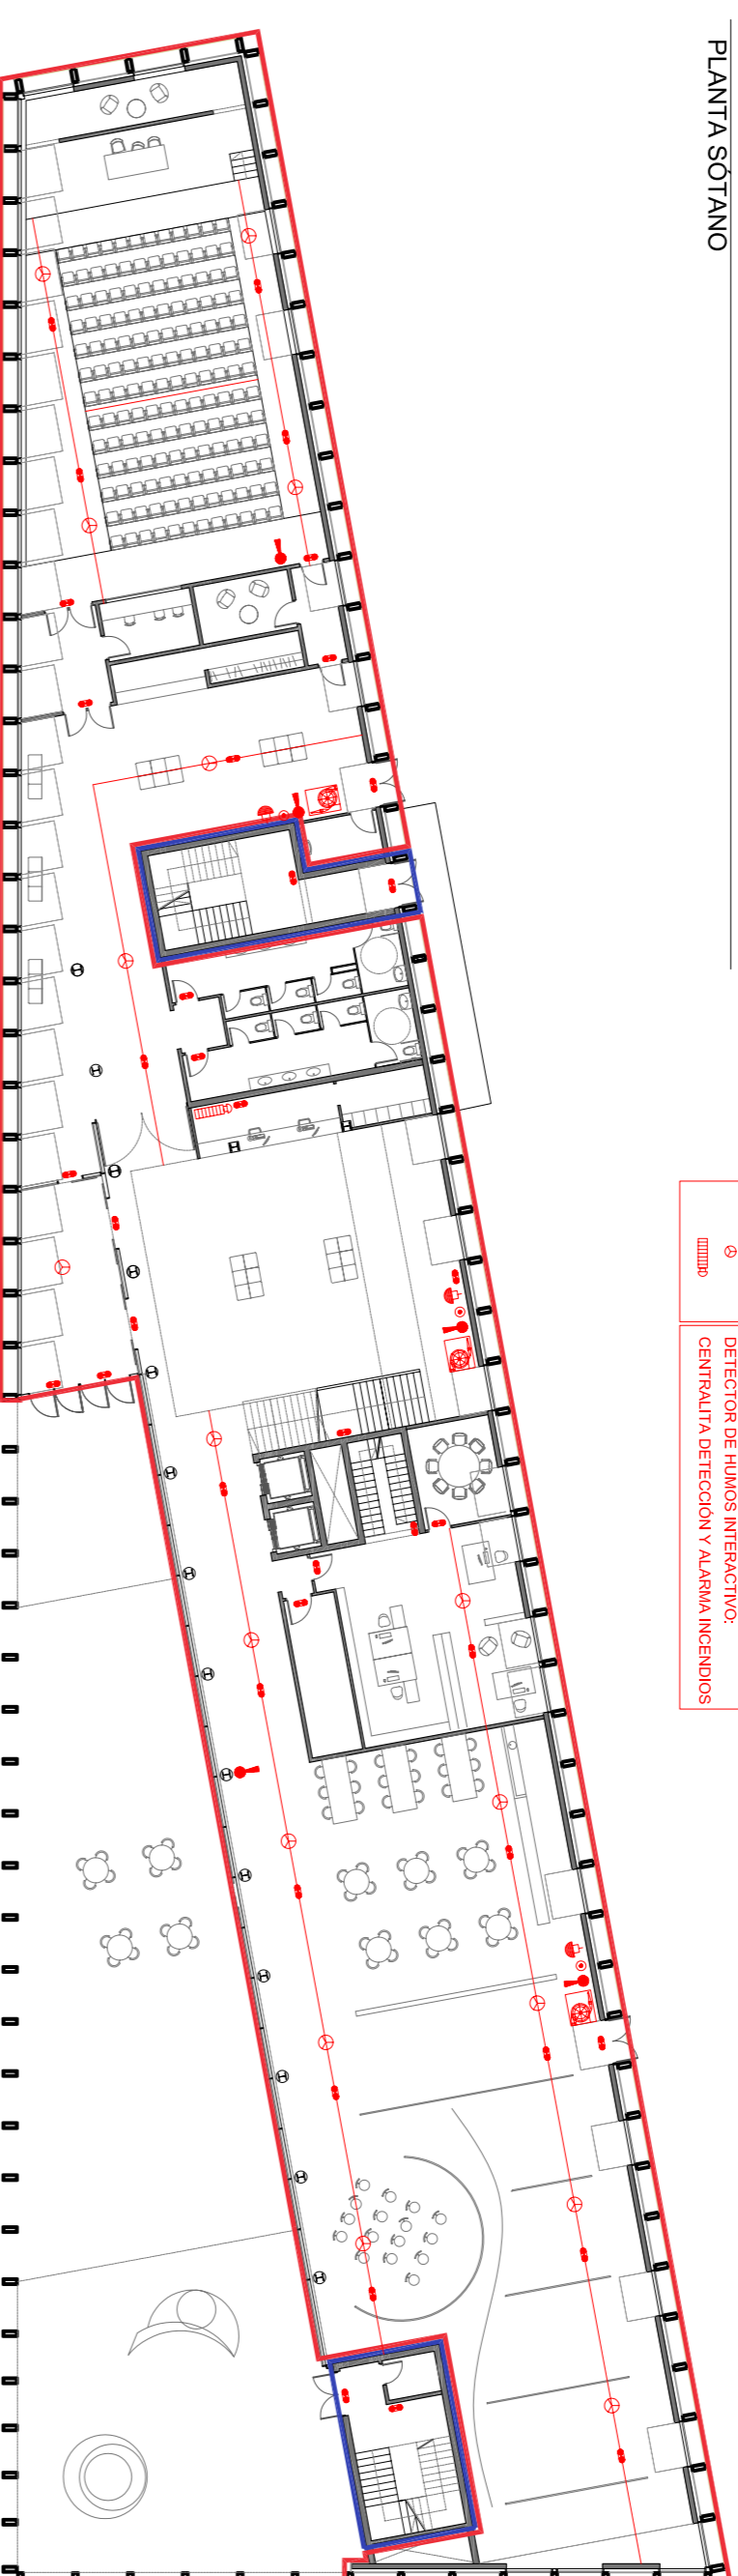 PLANTA SÓTANO
DETECTOR DE HUMOS INTERACTIVO:
CENTRALITA DETECCIÓN Y ALARMA INCENDIOS